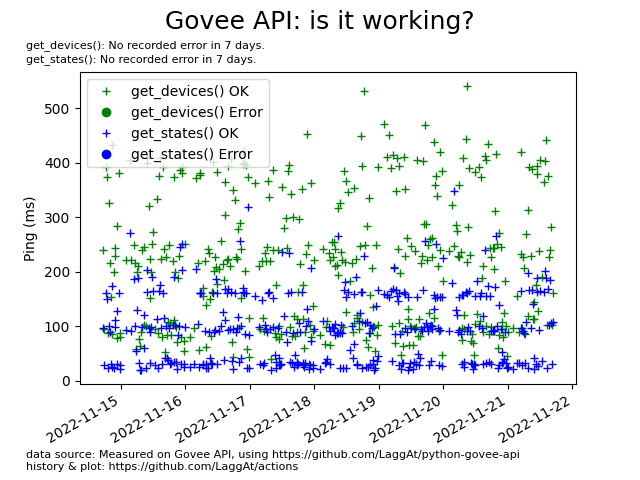 Govee API: is it working?
get_devices(): No recorded error in 7 days.
get_states(): No recorded error in 7 days.
get_devices() OK
get_devices() Error
get_states() OK
get_states() Error
Ping (ms)
500
400
300
200
100
0
2022-11-15
2022-11-16
2022-11-17
2022-11-18
2022-11-19
2022-11-20
2022-11-21
2022-11-22
data source: Measured on Govee API, using https://github.com/LaggAt/python-govee-api
history & plot: https://github.com/LaggAt/actions